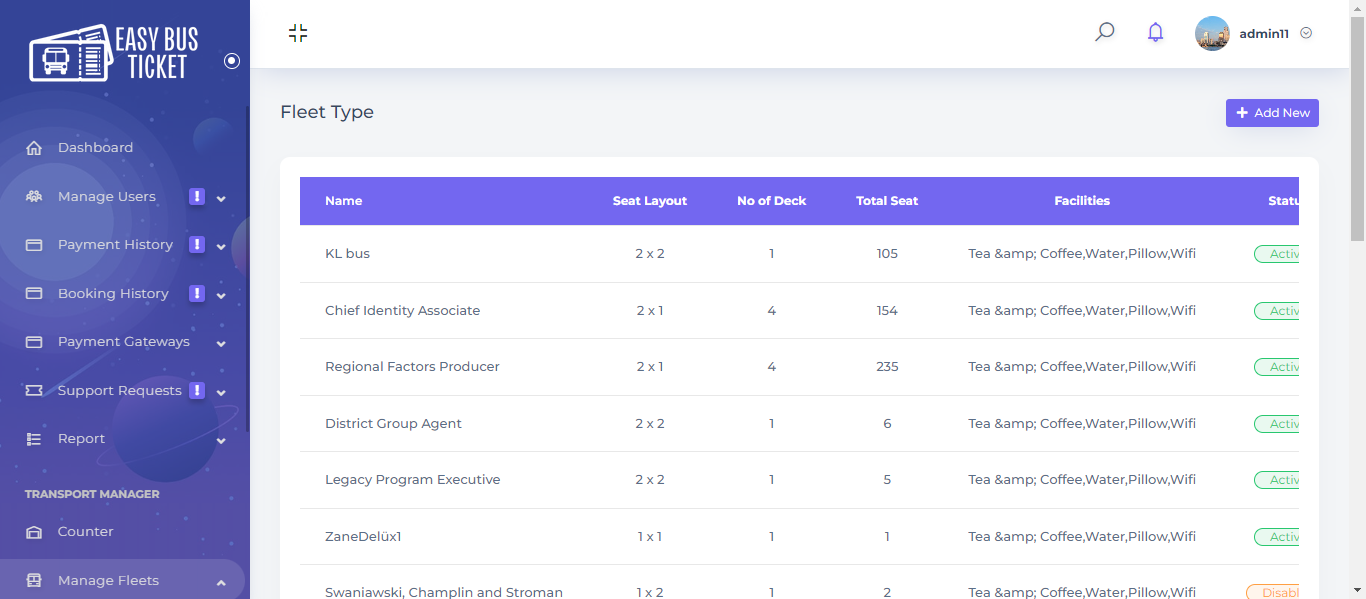 EASY BUS
TICKET
admin11
Dashboard
Manage Users !
Payment History !
Booking History !
Payment Gateways
Support Requests !
Report
TRANSPORT MANAGER
Counter
Manage Fleets
Fleet Type
+ Add New
Name Seat Layout No of Deck Total Seat Facilities Statu
KL bus 2 x 2 1 105 Tea &amp; Coffee,Water,Pillow,Wifi Activ
Chief Identity Associate 2 x 1 4 154 Tea &amp; Coffee,Water,Pillow,Wifi Activ
Regional Factors Producer 2 x 1 4 235 Tea &amp; Coffee,Water,Pillow,Wifi Activ
District Group Agent 2 x 2 1 6 Tea &amp; Coffee,Water,Pillow,Wifi Activ
Legacy Program Executive 2 x 2 1 5 Tea &amp; Coffee,Water,Pillow,Wifi Activ
ZaneDelüx1 1 x 1 1 1 Tea &amp; Coffee,Water,Pillow,Wifi Activ
Swaniawski, Champlin and Stroman 1 x 2 1 2 Tea &amp; Coffee,Water,Pillow,Wifi Disabl